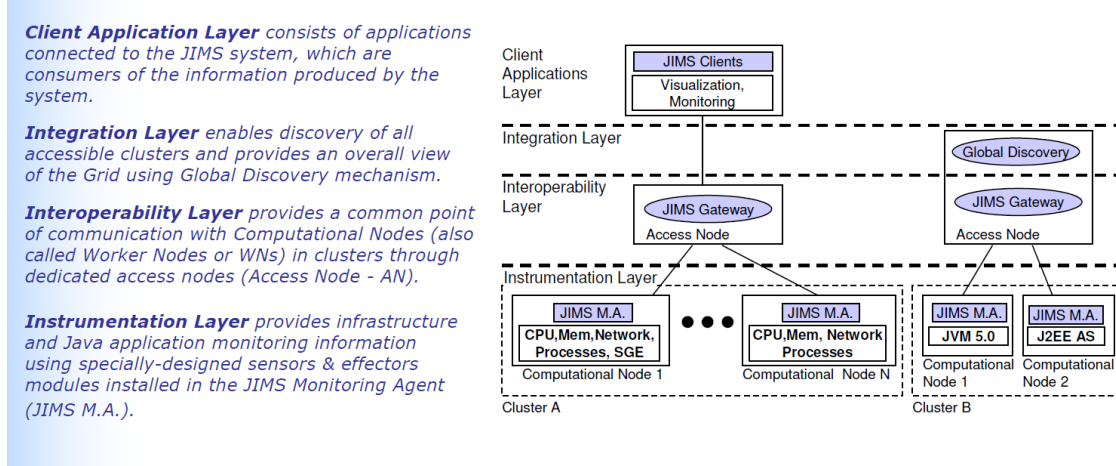 Client Application Layer consists of applications
connected to the JIMS system, which are
consumers of the information produced by the
system.
Integration Layer enables discovery of all
accessible clusters and provides an overall view
of the Grid using Global Discovery mechanism.
Interoperability Layer provides a common point
of communication with Computational Nodes (also
called Worker Nodes or WNs) in clusters through
dedicated access nodes (Access Node - AN).
Instrumentation Layer provides infrastructure
and Java application monitoring information
using specially-designed sensors & effectors
modules installed in the JIMS Monitoring Agent
(JIMS M.A.).
Client
Applications
Layer
JIMS Clients
Visualization,
Monitoring
Integration Layer
Global Discovery
Interoperability
Layer
JIMS Gateway
Access Node
JIMS Gateway
Access Node
Instrumentation Layer
JIMS M.A.
CPU,Mem,Network,
Processes, SGE
Computational Node 1
JIMS M.A.
CPU,Mem, Network
Processes
Computational Node N
Cluster A
JIMS M.A.
JVM 5.0
Computational
Node 1
JIMS M.A.
J2EE AS
Computational
Node 2
Cluster B